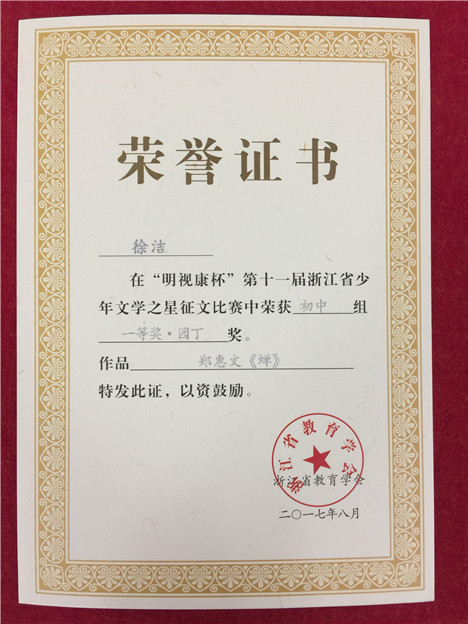 荣誉证书
徐洁
在“明视康杯”第十一届浙江省少
年文学之星征文比赛中荣获 初中 组
一等奖·园丁 奖。
作品 郑惠文《蝉》
特发此证，以资鼓励。
浙江省教育学会
浙江省教育学会
二〇一七年八月